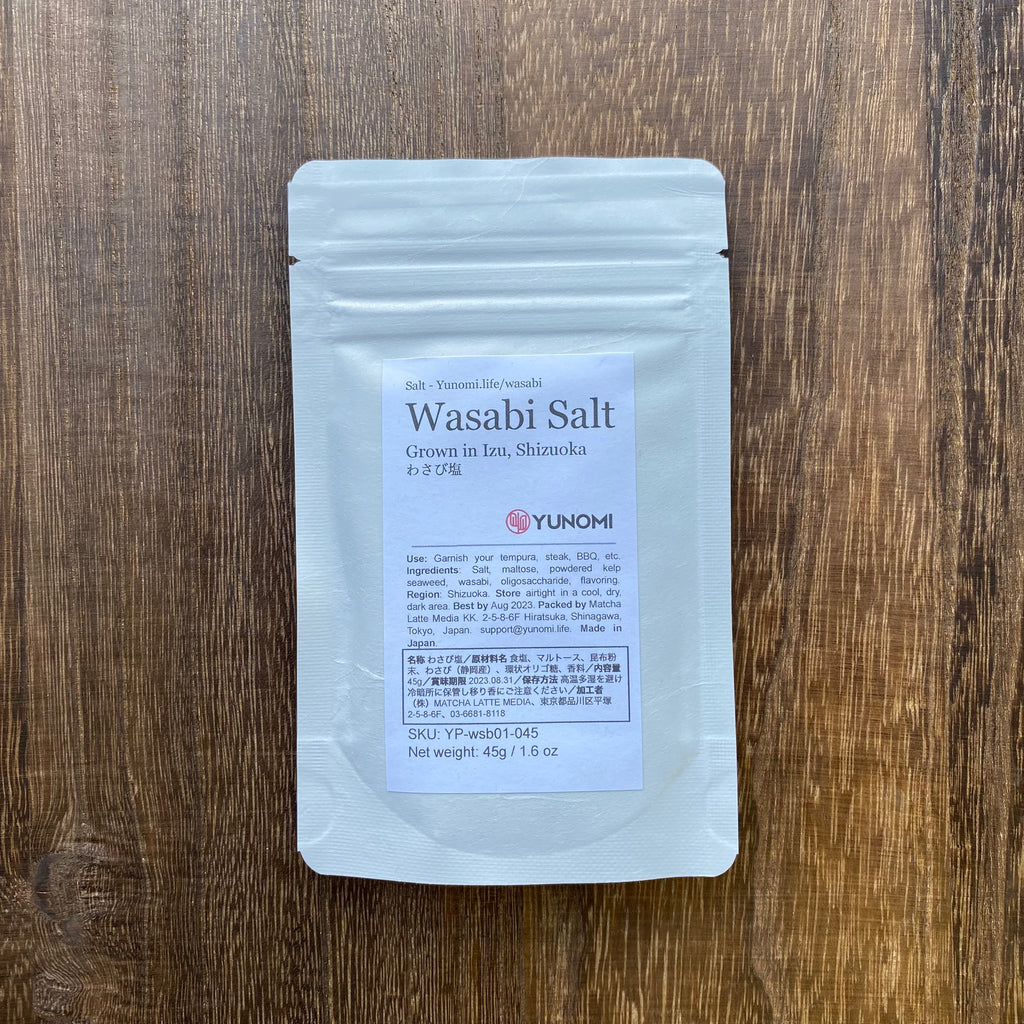 Salt - Yunomi.life/wasabi
Wasabi Salt
Grown in Izu, Shizuoka
わさび塩
YUNOMI
Use: Garnish your tempura, steak, BBQ, etc.
Ingredients: Salt, maltose, powdered kelp
seaweed, wasabi, oligosaccharide, flavoring.
Region: Shizuoka. Store airtight in a cool, dry,
dark area. Best by Aug 2023. Packed by Matcha
Latte Media KK. 2-5-8-6F Hiratsuka, Shinagawa,
Tokyo, Japan. support@yunomi.life. Made in
Japan.
名称 わさび塩／原材料名 食塩、マルトース、昆布粉
末、わさび（静岡産）、環状オリゴ糖、香料／内容量
45g／賞味期限 2023.08.31／保存方法 高温多湿を避け
冷暗所に保管し移り香にご注意ください／加工者
（株）MATCHA LATTE MEDIA、東京都品川区平塚
2-5-8-6F、03-6681-8118
SKU: YP-wsb01-045
Net weight: 45g / 1.6 oz